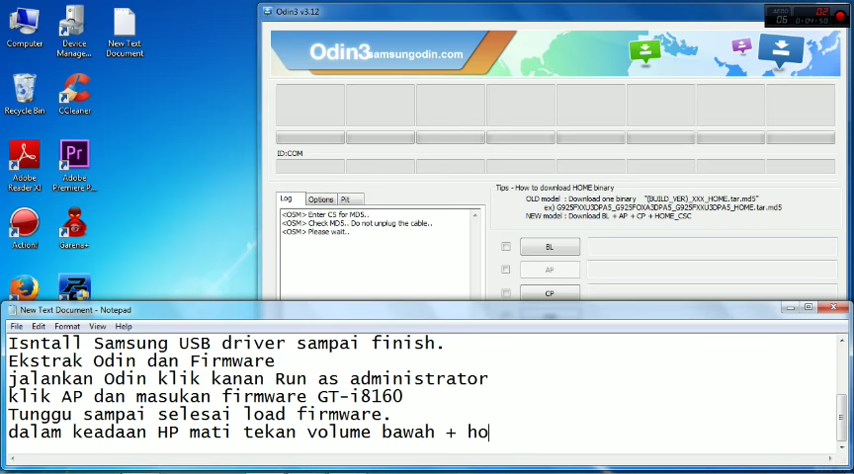 Odin3 v3.12
AERO 02
06 0:04:50
Computer
Device Manage...
New Text Document
Odin3 samsungodin.com
Recycle Bin
CCleaner
ID:COM
Adobe Reader XI
Adobe Premiere P...
Log Options Pit
<OSM> Enter CS for MD5..
<OSM> Check MD5.. Do not unplug the cable..
<OSM> Please wait..
Tips - How to download HOME binary
OLD model : Download one binary "(BUILD_VER)_XXX_HOME.tar.md5"
ex) G925FXXU3DPA5_G925FOXA3DPA5_G925FXXU3DPA5_HOME.tar.md5
NEW model : Download BL + AP + CP + HOME_CSC
Action!
Garena+
BL
AP
CP
New Text Document - Notepad
File Edit Format View Help
Isntall Samsung USB driver sampai finish.
Ekstrak Odin dan Firmware
jalankan Odin klik kanan Run as administrator
klik AP dan masukan firmware GT-i8160
Tunggu sampai selesai load firmware.
dalam keadaan HP mati tekan volume bawah + ho